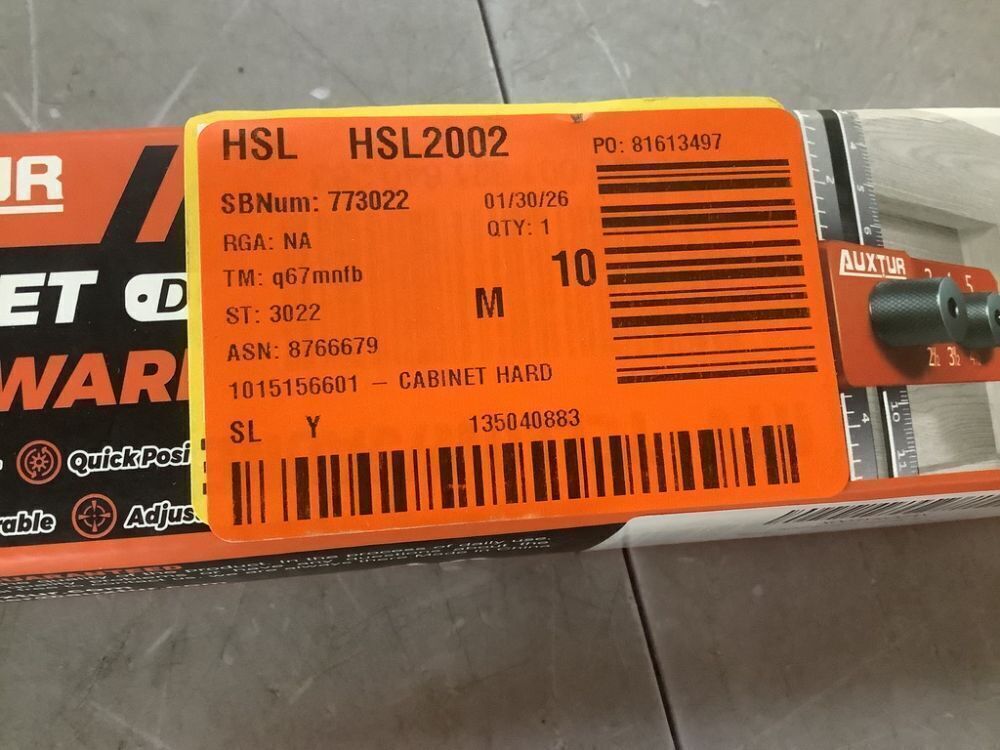 HSL HSL2002
PO: 81613497
SBNum: 773022
01/30/26
RGA: NA
QTY: 1
TM: q67mnfb
10
M
ST: 3022
ASN: 8766679
1015156601 – CABINET HARD
SL Y 135040883
UR
ET
WAR
Quick Posi
rable
Adjus
AUXTUR